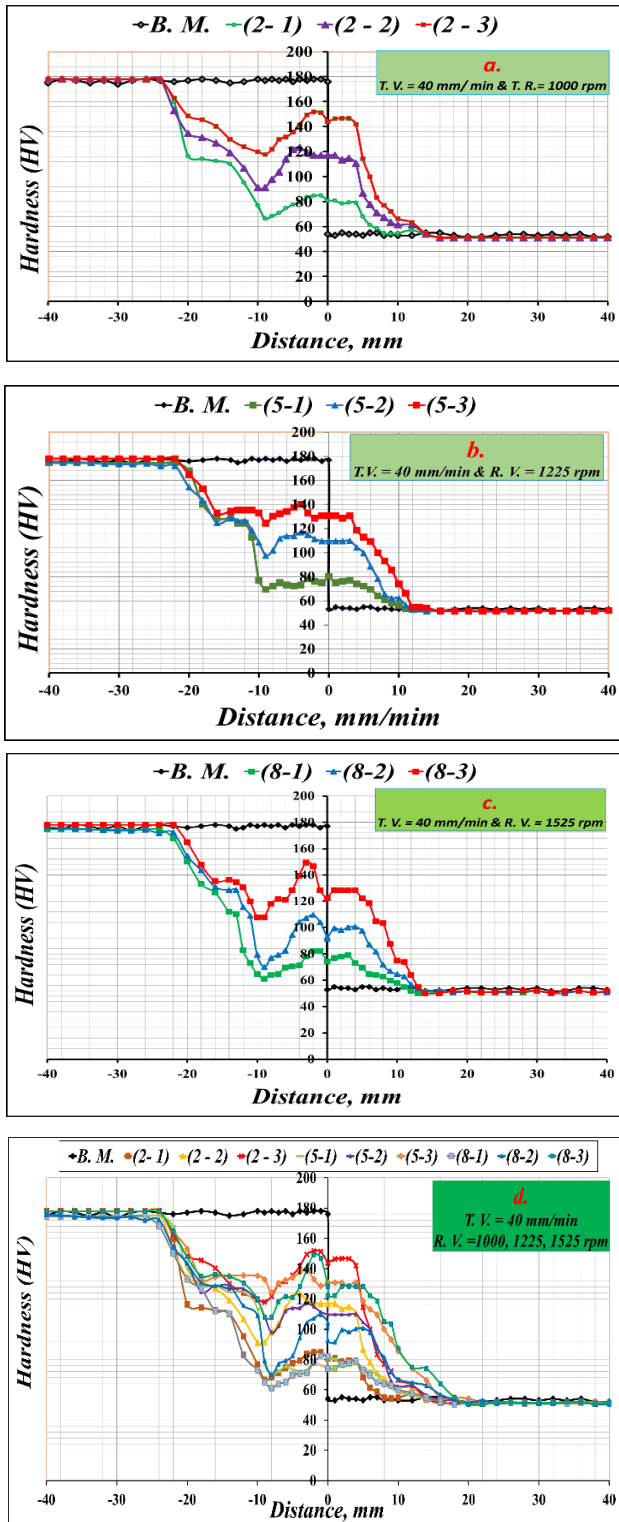 B. M. (2- 1) (2 - 2) (2 - 3)
Hardness (HV)
200
180
160
140
120
100
80
60
40
20
0
a.
T. V. = 40 mm/ min & T. R.= 1000 rpm
-40 -30 -20 -10 0 10 20 30 40
Distance, mm
B. M. (5-1) (5-2) (5-3)
Hardness (HV)
200
180
160
140
120
100
80
60
40
20
0
b.
T.V. = 40 mm/min & R. V. = 1225 rpm
-40 -30 -20 -10 0 10 20 30 40
Distance, mm/mim
B. M. (8-1) (8-2) (8-3)
Hardness (HV)
200
180
160
140
120
100
80
60
40
20
0
c.
T. V. = 40 mm/min & R. V. = 1525 rpm
-40 -30 -20 -10 0 10 20 30 40
Distance, mm
B. M. (2- 1) (2 - 2) (2 - 3) (5-1) (5-2) (5-3) (8-1) (8-2) (8-3)
Hardness (HV)
200
180
160
140
120
100
80
60
40
20
0
d.
T. V. = 40 mm/min
R. V. =1000, 1225, 1525 rpm
-40 -30 -20 -10 0 10 20 30 40
Distance, mm